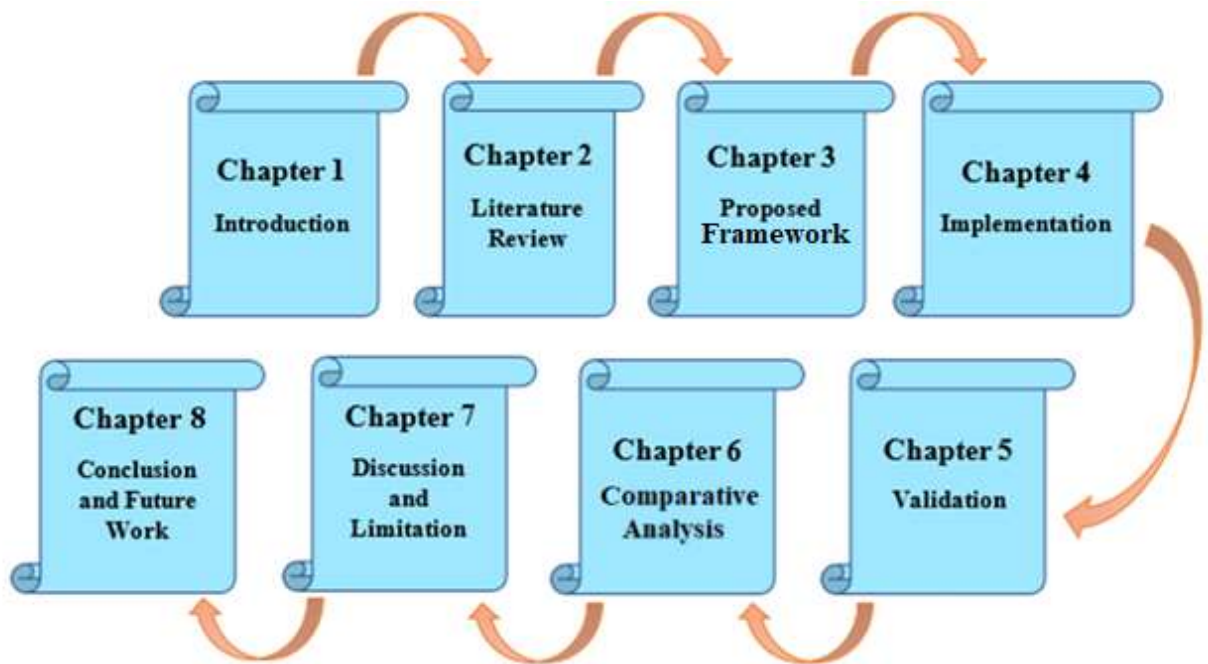 Chapter 1
Introduction
Chapter 2
Literature
Review
Chapter 3
Proposed
Framework
Chapter 4
Implementation
Chapter 5
Validation
Chapter 6
Comparative
Analysis
Chapter 7
Discussion
and
Limitation
Chapter 8
Conclusion
and Future
Work